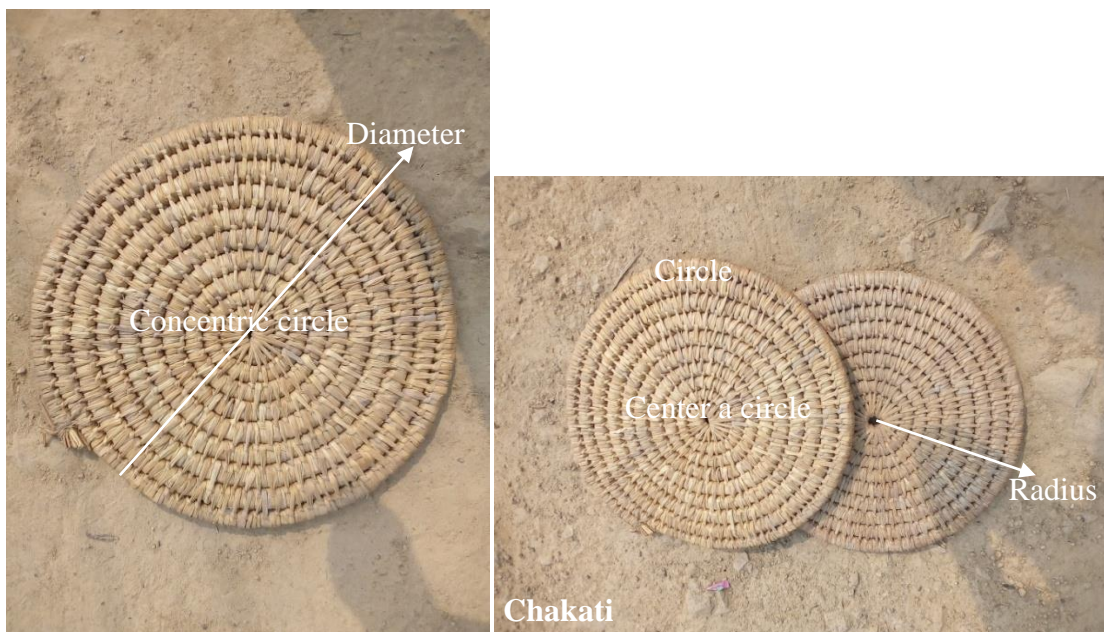 Diameter
Concentric circle
Circle
Center a circle
Radius
Chakati